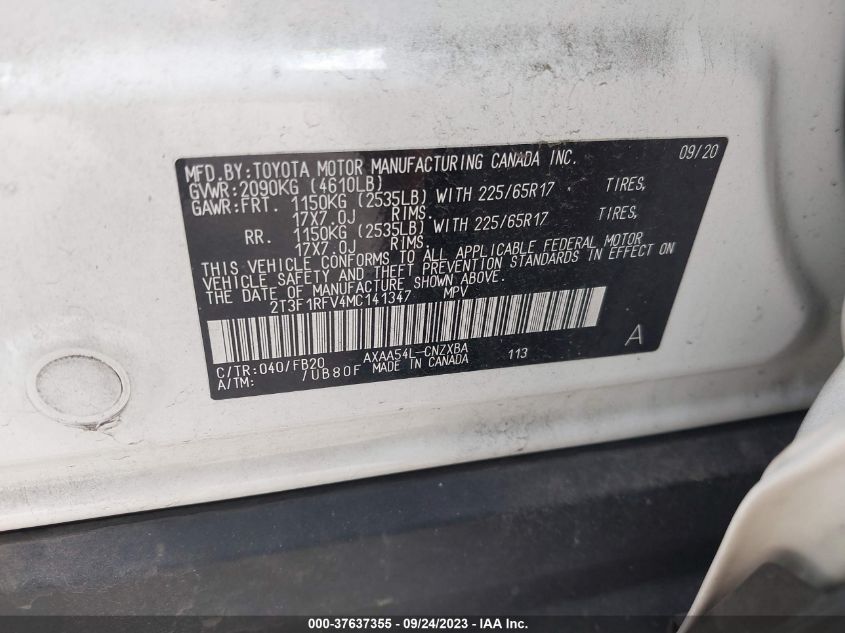 MFD.BY:TOYOTA MOTOR MANUFACTURING CANADA INC. 09/20
GVWR:2090KG (4610LB)
GAWR:FRT. 1150KG (2535LB) WITH 225/65R17 TIRES,
17X7.0J RIMS.
RR. 1150KG (2535LB) WITH 225/65R17 TIRES,
17X7.0J RIMS.
THIS VEHICLE CONFORMS TO ALL APPLICABLE FEDERAL MOTOR
VEHICLE SAFETY AND THEFT PREVENTION STANDARDS IN EFFECT ON
THE DATE OF MANUFACTURE SHOWN ABOVE.
2T3F1RFV4MC141347 MPV
C/TR:040/FB20 AXAA54L-CNZXBA 113 A
A/TM: /UB80F MADE IN CANADA
000-37637355 - 09/24/2023 - IAA Inc.